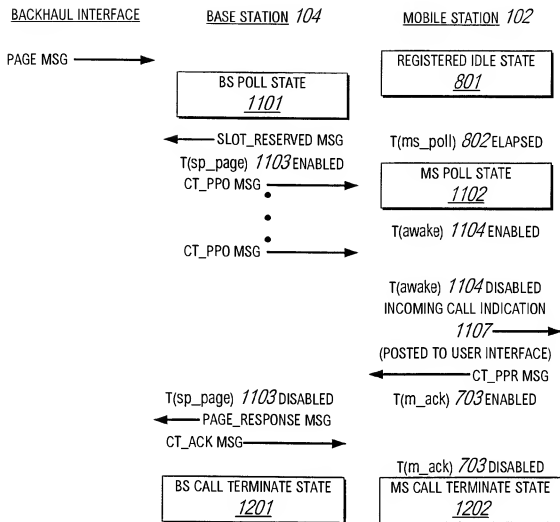 BACKHAUL INTERFACE BASE STATION 104 MOBILE STATION 102
PAGE MSG
REGISTERED IDLE STATE
801
BS POLL STATE
1101
SLOT_RESERVED MSG
T(ms_poll) 802 ELAPSED
T(sp_page) 1103 ENABLED
CT_PPO MSG
MS POLL STATE
1102
T(awake) 1104 ENABLED
CT_PPO MSG
T(awake) 1104 DISABLED
INCOMING CALL INDICATION
1107
(POSTED TO USER INTERFACE)
CT_PPR MSG
T(sp_page) 1103 DISABLED
T(m_ack) 703 ENABLED
PAGE_RESPONSE MSG
CT_ACK MSG
T(m_ack) 703 DISABLED
BS CALL TERMINATE STATE
1201
MS CALL TERMINATE STATE
1202